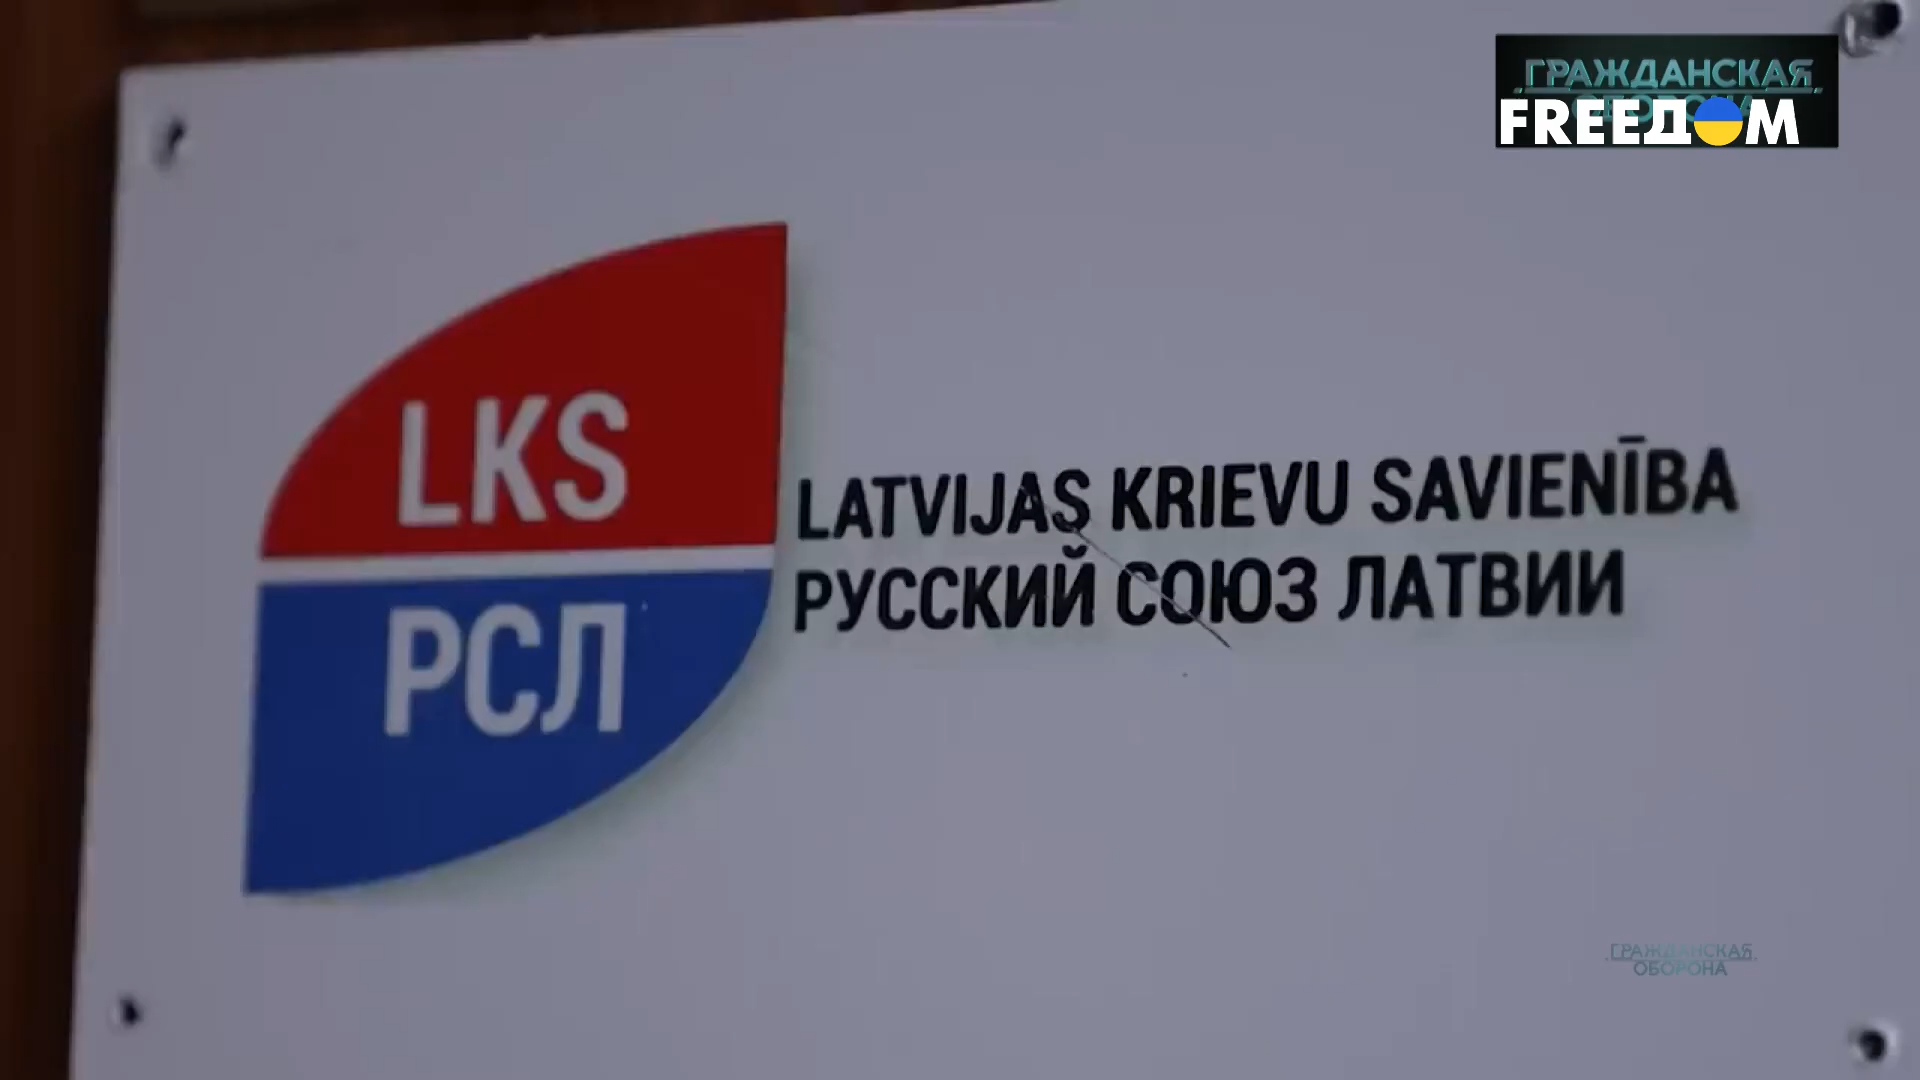 ГРАЖДАНСКАЯ
FREEДOM
LKS
РСЛ
LATVIJAS KRIEVU SAVIENĪBA
РУССКИЙ СОЮЗ ЛАТВИИ
ГРАЖДАНСКАЯ
ОБОРОНА